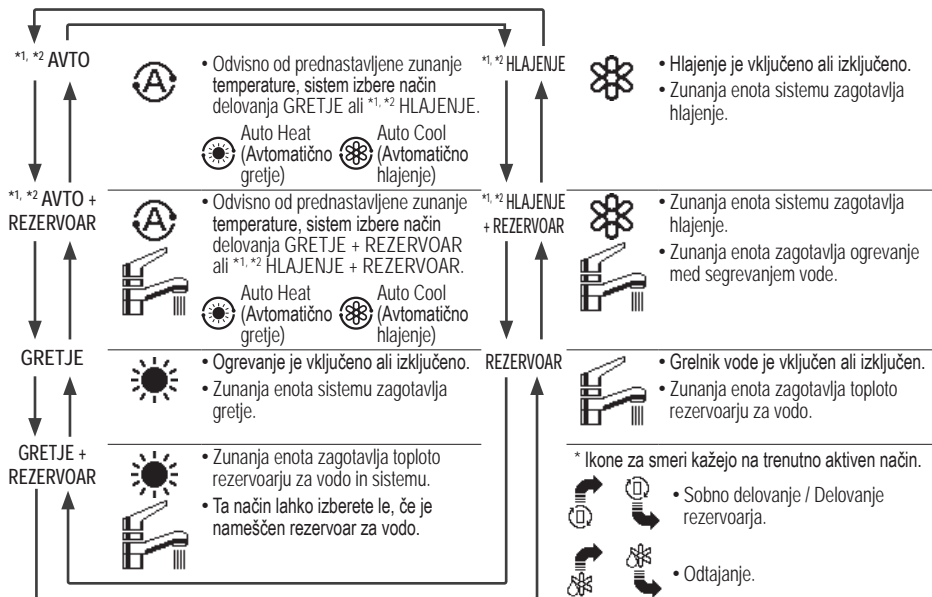 *1, *2 AVTO
• Odvisno od prednastavljene zunanje
temperature, sistem izbere način
delovanja GRETJE ali *1, *2 HLAJENJE.
Auto Heat
(Avtomatično
gretje)
Auto Cool
(Avtomatično
hlajenje)
*1, *2 AVTO +
REZERVOAR
• Odvisno od prednastavljene zunanje
temperature, sistem izbere način
delovanja GRETJE + REZERVOAR
ali *1, *2 HLAJENJE + REZERVOAR.
Auto Heat
(Avtomatično
gretje)
Auto Cool
(Avtomatično
hlajenje)
GRETJE
• Ogrevanje je vključeno ali izključeno.
• Zunanja enota sistemu zagotavlja
gretje.
GRETJE +
REZERVOAR
• Zunanja enota zagotavlja toploto
rezervoarju za vodo in sistemu.
• Ta način lahko izberete le, če je
nameščen rezervoar za vodo.
*1, *2 HLAJENJE
• Hlajenje je vključeno ali izključeno.
• Zunanja enota sistemu zagotavlja
hlajenje.
*1, *2 HLAJENJE
+ REZERVOAR
• Zunanja enota sistemu zagotavlja
hlajenje.
• Zunanja enota zagotavlja ogrevanje
med segrevanjem vode.
REZERVOAR
• Grelnik vode je vključen ali izključen.
• Zunanja enota zagotavlja toploto
rezervoarju za vodo.
* Ikone za smeri kažejo na trenutno aktiven način.
• Sobno delovanje / Delovanje
rezervoarja.
• Odtajanje.